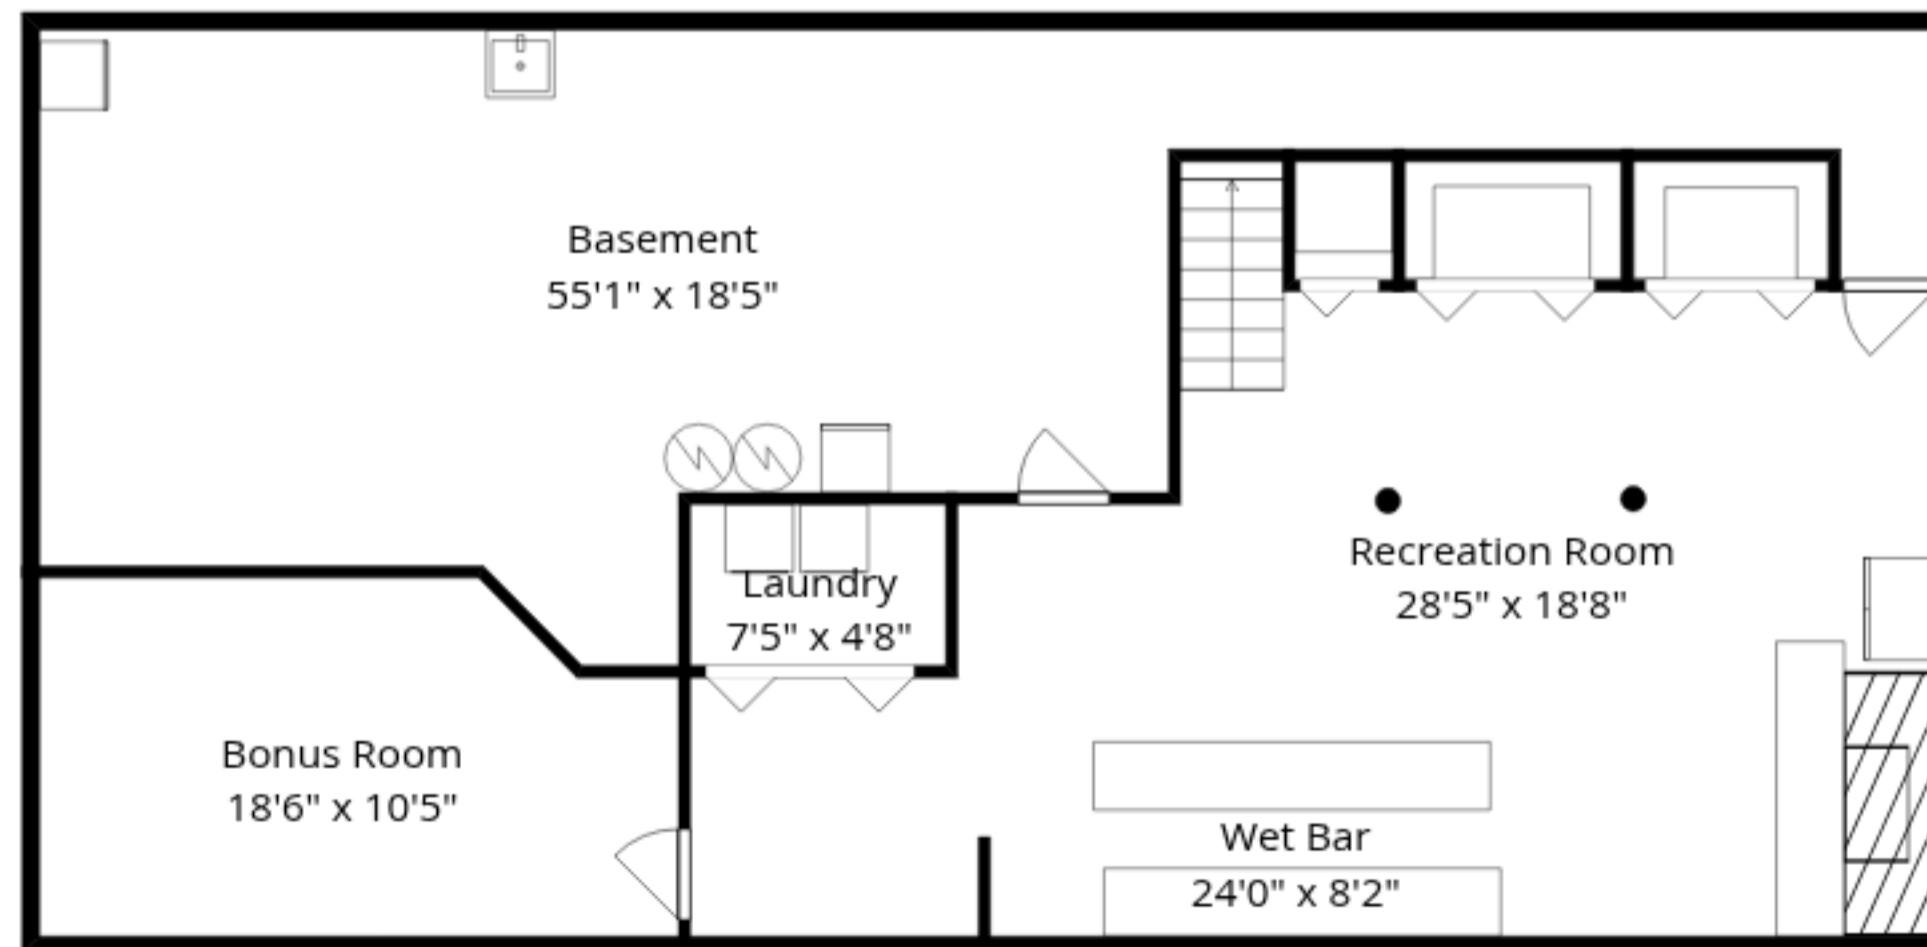 Basement
55'1" x 18'5"
Recreation Room
28'5" x 18'8"
Laundry
7'5" x 4'8"
Bonus Room
18'6" x 10'5"
Wet Bar
24'0" x 8'2"